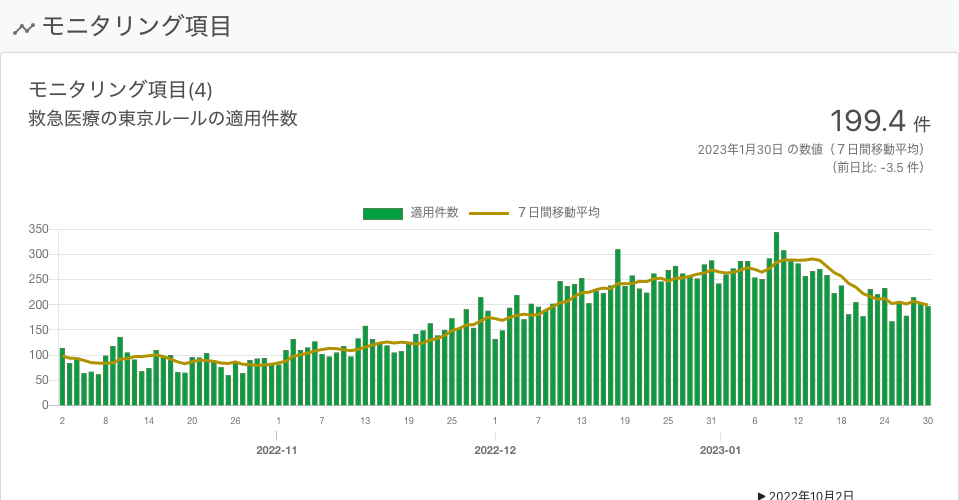 モニタリング項目
モニタリング項目(4)
救急医療の東京ルールの適用件数
199.4 件
2023年1月30日 の数値（７日間移動平均）
（前日比: -3.5 件）
適用件数 ７日間移動平均
350
300
250
200
150
100
50
0
2 8 14 20 26 1 7 13 19 25 1 7 13 19 25 31 6 12 18 24 30
2022-11 2022-12 2023-01
▶ 2022年10月2日